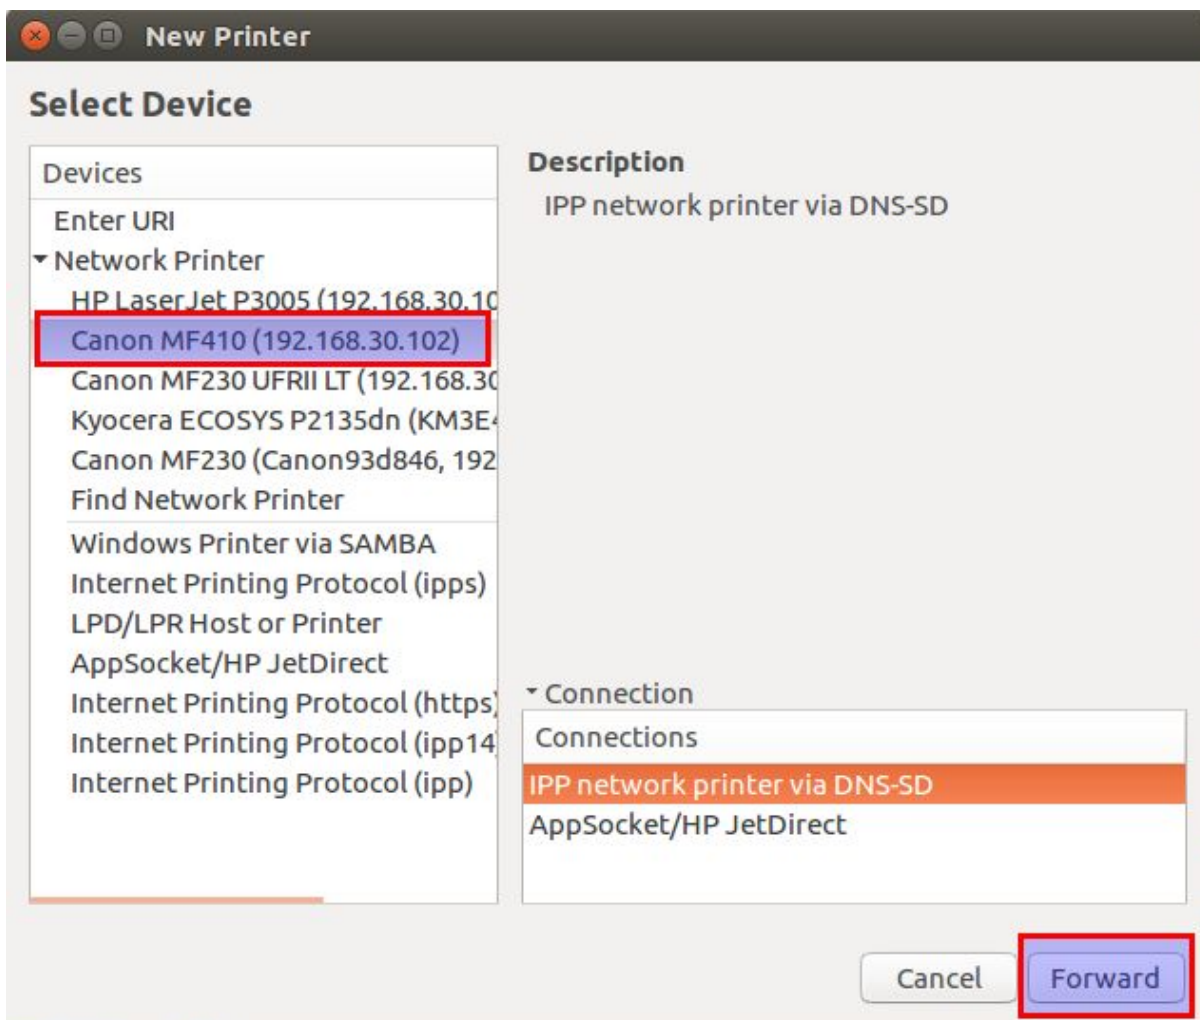 New Printer
Select Device
Devices
Enter URI
Network Printer
HP LaserJet P3005 (192.168.30.10
Canon MF410 (192.168.30.102)
Canon MF230 UFRII LT (192.168.30
Kyocera ECOSYS P2135dn (KM3E4
Canon MF230 (Canon93d846, 192
Find Network Printer
Windows Printer via SAMBA
Internet Printing Protocol (ipps)
LPD/LPR Host or Printer
AppSocket/HP JetDirect
Internet Printing Protocol (https)
Internet Printing Protocol (ipp14)
Internet Printing Protocol (ipp)
Description
IPP network printer via DNS-SD
Connection
Connections
IPP network printer via DNS-SD
AppSocket/HP JetDirect
Cancel
Forward